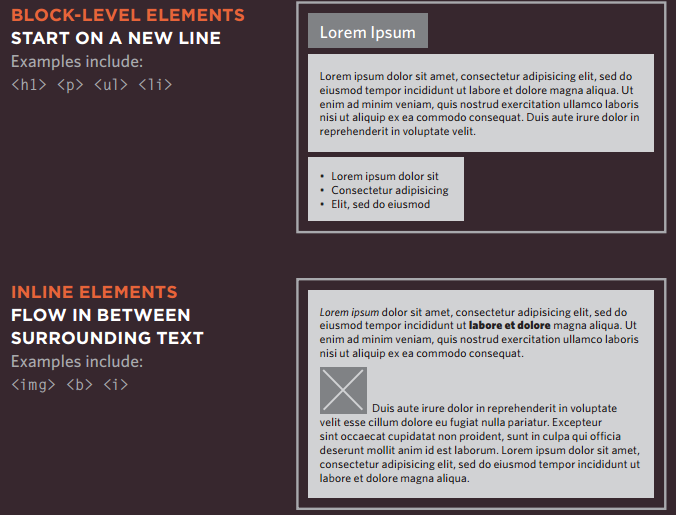 BLOCK-LEVEL ELEMENTS
START ON A NEW LINE
Examples include:
<h1> <p> <ul> <li>
Lorem Ipsum
Lorem ipsum dolor sit amet, consectetur adipisicing elit, sed do
eiusmod tempor incididunt ut labore et dolore magna aliqua. Ut
enim ad minim veniam, quis nostrud exercitation ullamco laboris
nisi ut aliquip ex ea commodo consequat. Duis aute irure dolor in
reprehenderit in voluptate velit.
• Lorem ipsum dolor sit
• Consectetur adipisicing
• Elit, sed do eiusmod
INLINE ELEMENTS
FLOW IN BETWEEN
SURROUNDING TEXT
Examples include:
<img> <b> <i>
Lorem ipsum dolor sit amet, consectetur adipisicing elit, sed do
eiusmod tempor incididunt ut labore et dolore magna aliqua. Ut
enim ad minim veniam, quis nostrud exercitation ullamco laboris
nisi ut aliquip ex ea commodo consequat.
Duis aute irure dolor in reprehenderit in voluptate
velit esse cillum dolore eu fugiat nulla pariatur. Excepteur
sint occaecat cupidatat non proident, sunt in culpa qui officia
deserunt mollit anim id est laborum. Lorem ipsum dolor sit amet,
consectetur adipisicing elit, sed do eiusmod tempor incididunt ut
labore et dolore magna aliqua.